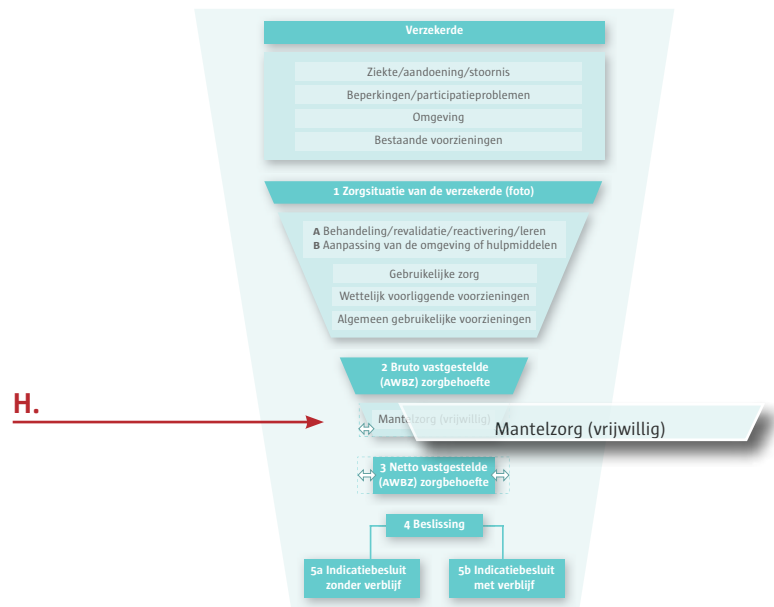 Verzekerde
Ziekte/aandoening/stoornis
Beperkingen/participatieproblemen
Omgeving
Bestaande voorzieningen
1 Zorgsituatie van de verzekerde (foto)
A Behandeling/revalidatie/reactivering/leren
B Aanpassing van de omgeving of hulpmiddelen
Gebruikelijke zorg
Wettelijk voorliggende voorzieningen
Algemeen gebruikelijke voorzieningen
2 Bruto vastgestelde
(AWBZ) zorgbehoefte
H.
Mantelzorg (vrijwillig)
Mantelzorg (vrijwillig)
3 Netto vastgestelde
(AWBZ) zorgbehoefte
4 Beslissing
5a Indicatiebesluit
zonder verblijf
5b Indicatiebesluit
met verblijf